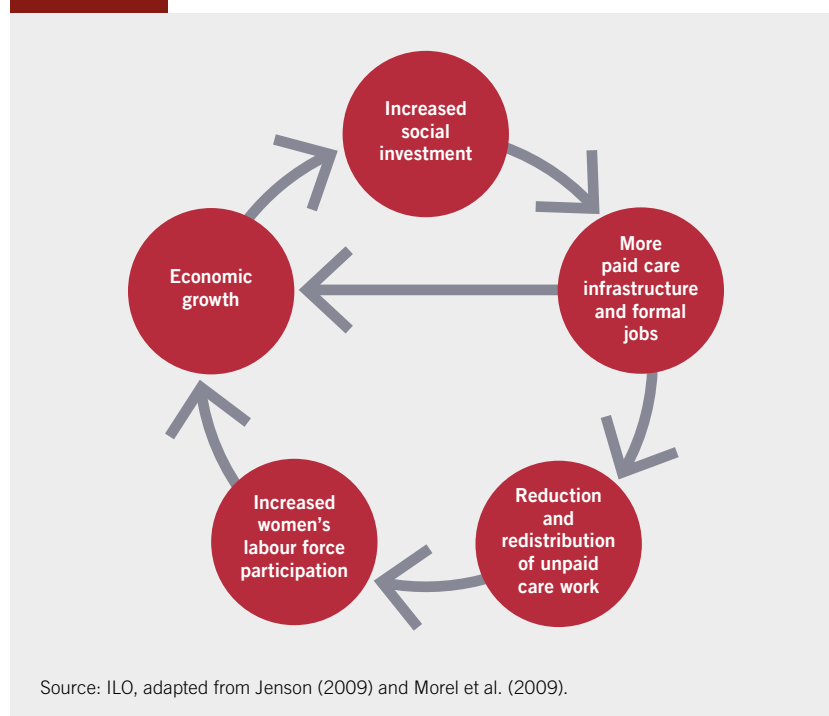 Increased
social
investment
More
paid care
infrastructure
and formal
jobs
Reduction
and
redistribution
of unpaid
care work
Increased
women’s
labour force
participation
Economic
growth
Source: ILO, adapted from Jenson (2009) and Morel et al. (2009).